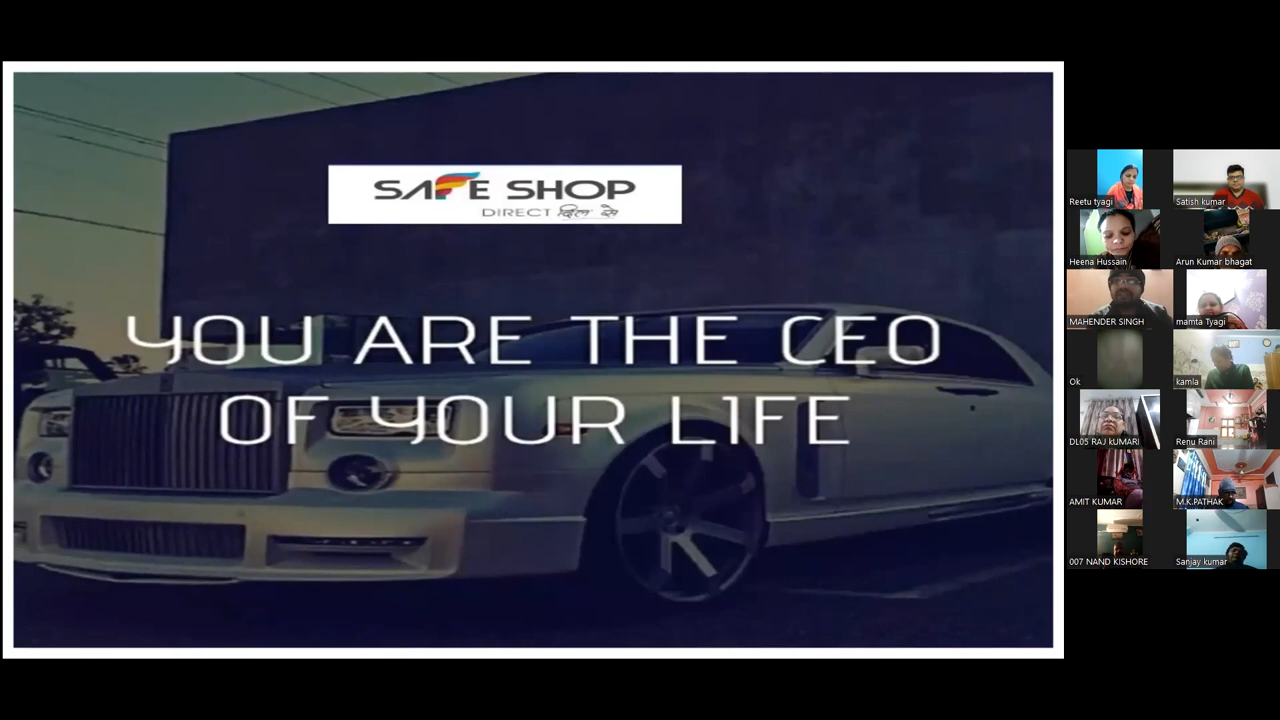 SAFE SHOP
DIRECT दिल से
YOU ARE THE CEO
OF YOUR LIFE
Reetu tyagi
Satish kumar
Heena Hussain
Arun Kumar bhagat
MAHENDER SINGH
mamta Tyagi
Ok
kamla
DL05 RAJ kUMARI
Renu Rani
AMIT KUMAR
M.K.PATHAK
007 NAND KISHORE
Sanjay kumar